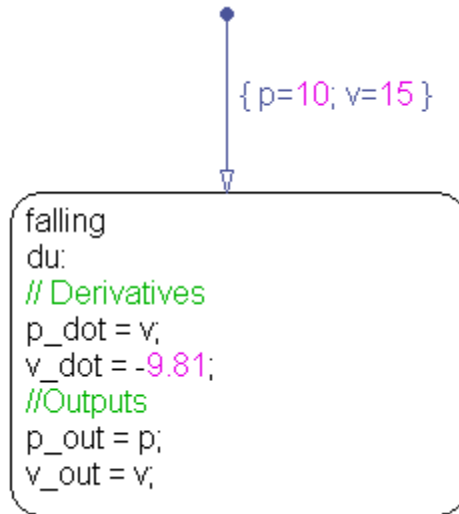 { p=10; v=15 }
falling
du:
// Derivatives
p_dot = v;
v_dot = -9.81;
//Outputs
p_out = p;
v_out = v;